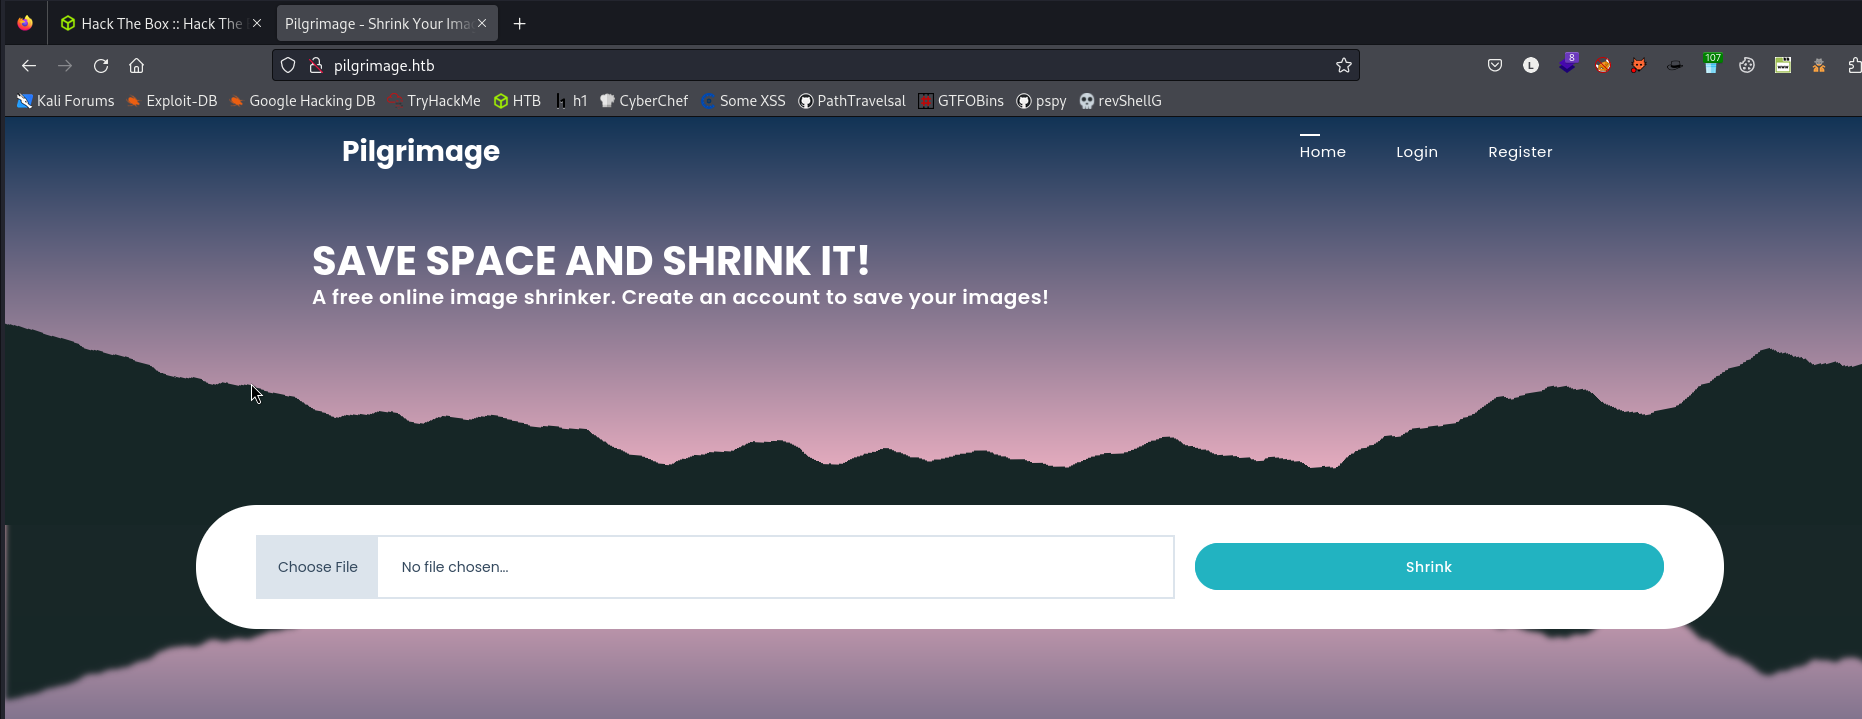 Hack The Box :: Hack The
Pilgrimage - Shrink Your Ima
pilgrimage.htb
L
8
107
Kali Forums
Exploit-DB
Google Hacking DB
TryHackMe
HTB
h1
CyberChef
Some XSS
PathTravelsal
GTFOBins
pspy
revShellG
Pilgrimage
Home
Login
Register
SAVE SPACE AND SHRINK IT!
A free online image shrinker. Create an account to save your images!
Choose File
No file chosen...
Shrink